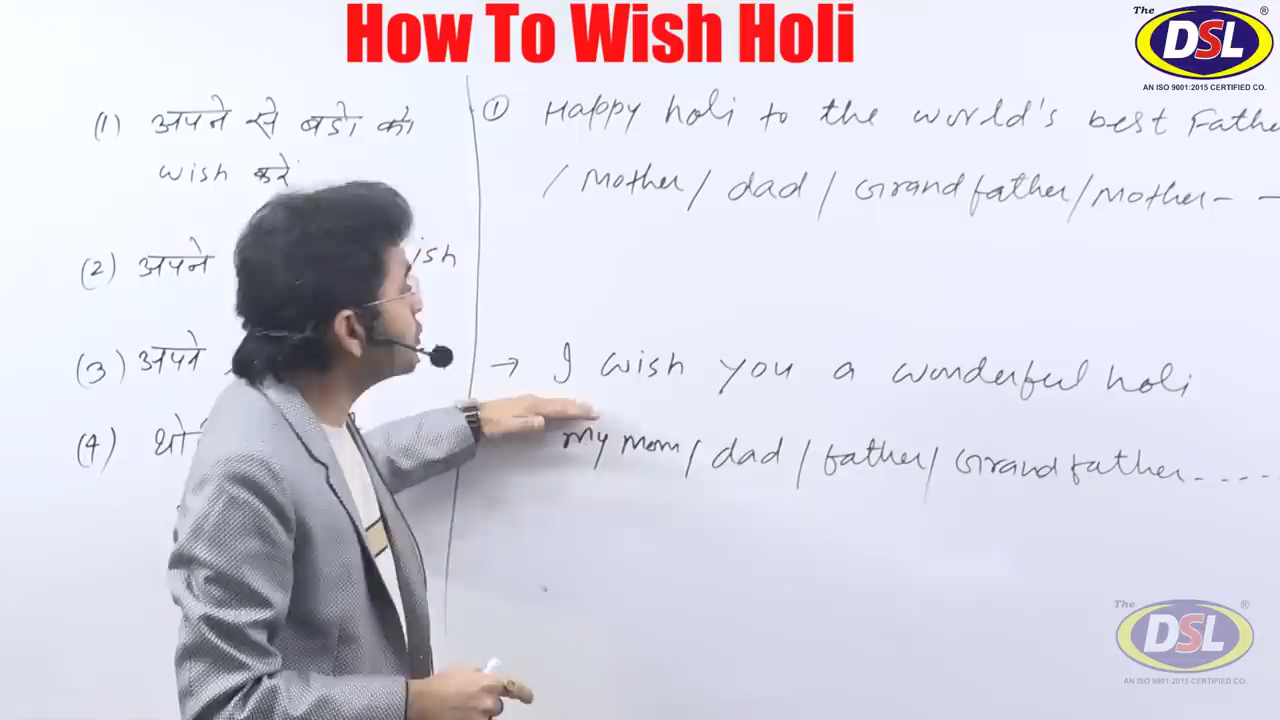 How To Wish Holi
The DSL ®
AN ISO 9001:2015 CERTIFIED CO.
(1) अपने से बडो को
wish करें
(2) अपने
ish
(3) अपने
(4)
① Happy holi to the world's best Fathe
/ Mother / dad / Grandfather / Mother - -
→ I wish you a wonderful holi
my mom / dad / father / Grandfather.....
The DSL ®
AN ISO 9001:2015 CERTIFIED CO.